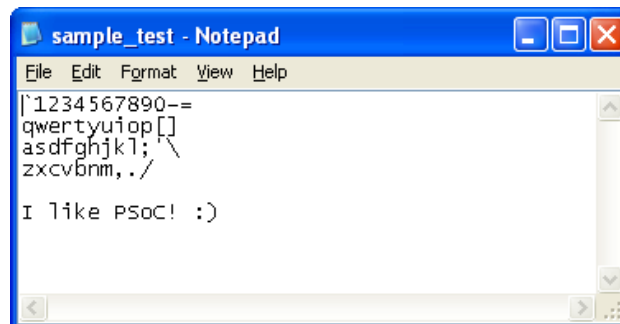 sample_test - Notepad
File Edit Format View Help
`1234567890-=
qwertyuiop[]
asdfghjkl;'\
zxcvbnm,./

I like PSoC! :)